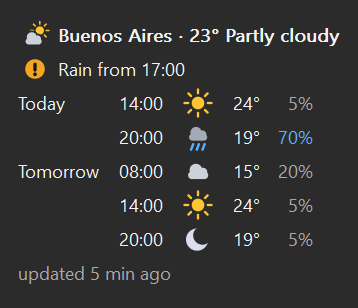 Buenos Aires · 23° Partly cloudy
Rain from 17:00
Today 14:00 24° 5%
20:00 19° 70%
Tomorrow 08:00 15° 20%
14:00 24° 5%
20:00 19° 5%
updated 5 min ago